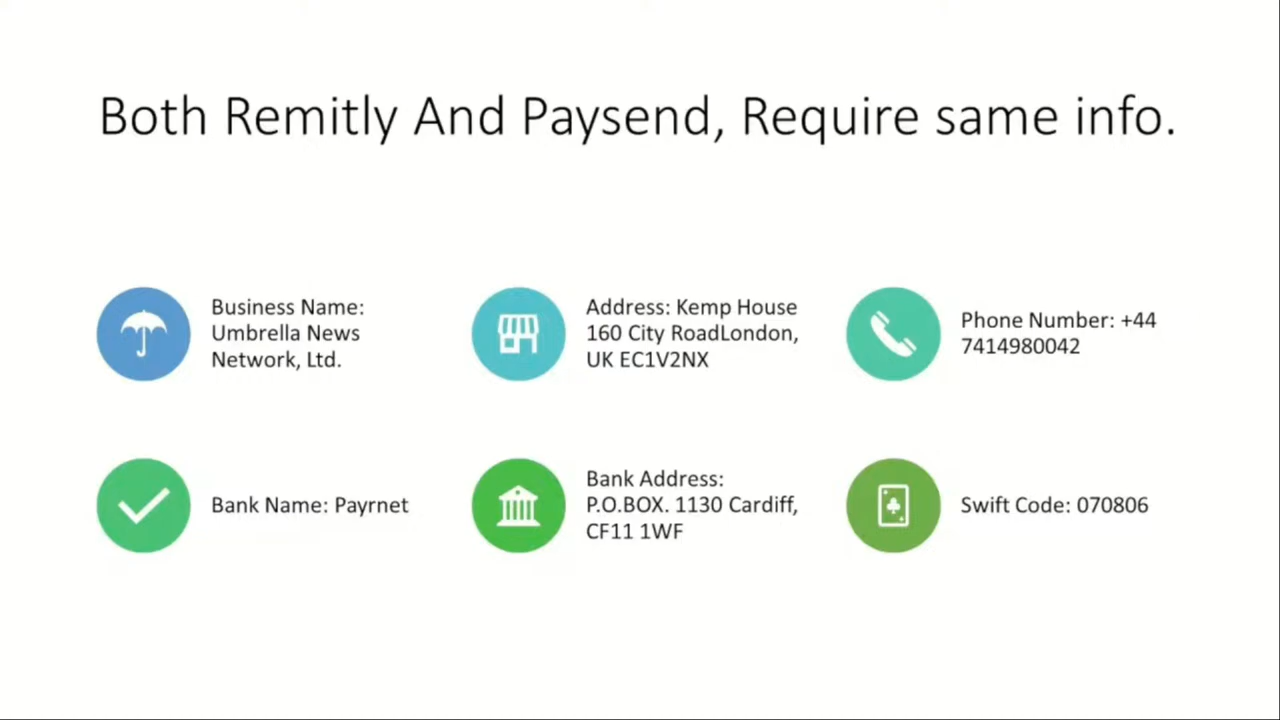 Both Remitly And Paysend, Require same info.
Business Name:
Umbrella News
Network, Ltd.
Address: Kemp House
160 City RoadLondon,
UK EC1V2NX
Phone Number: +44
7414980042
Bank Name: Payrnet
Bank Address:
P.O.BOX. 1130 Cardiff,
CF11 1WF
Swift Code: 070806